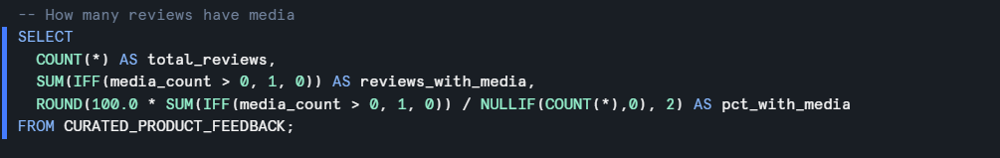 -- How many reviews have media
SELECT
  COUNT(*) AS total_reviews,
  SUM(IFF(media_count > 0, 1, 0)) AS reviews_with_media,
  ROUND(100.0 * SUM(IFF(media_count > 0, 1, 0)) / NULLIF(COUNT(*),0), 2) AS pct_with_media
FROM CURATED_PRODUCT_FEEDBACK;